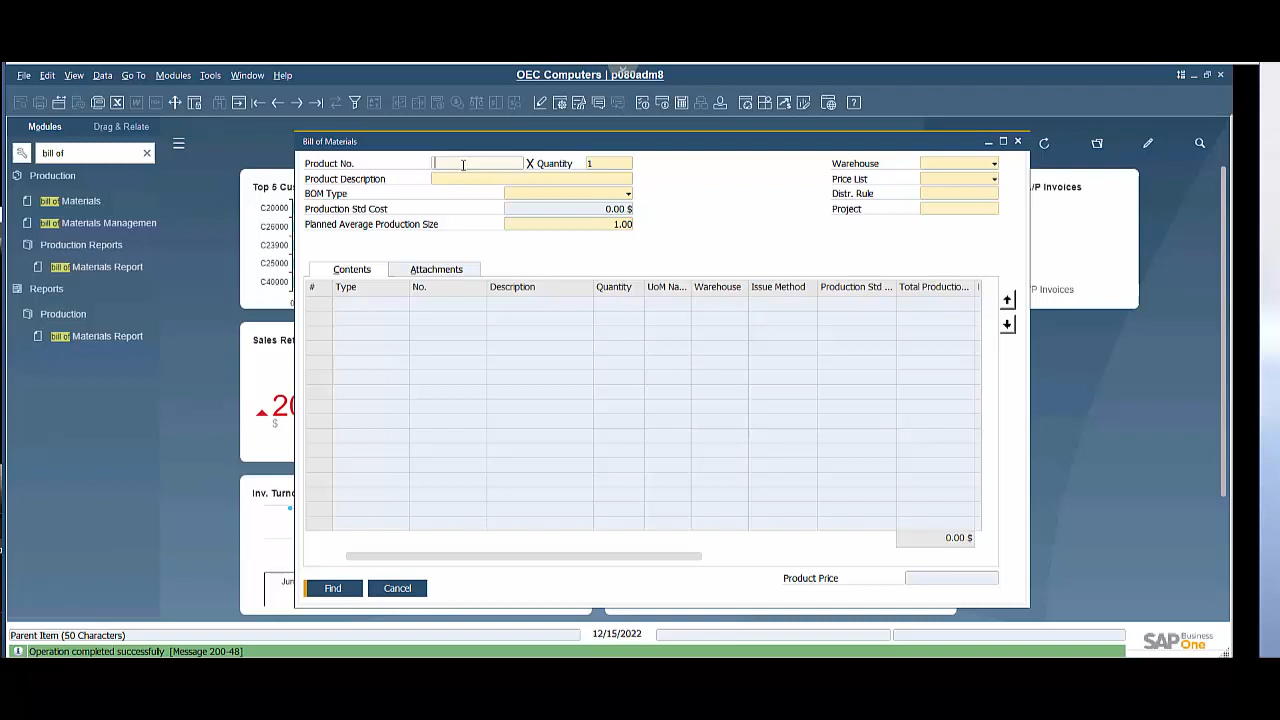 OEC Computers | p080adm8
File Edit View Data Go To Modules Tools Window Help
Modules Drag & Relate
bill of
Production
bill of Materials
bill of Materials Managemen
Production Reports
bill of Materials Report
Reports
Production
bill of Materials Report
Top 5 Cus
C20000
C26000
C23900
C25000
C40000
0
Sales Ret
20
$
Inv. Turno
Jun
/P Invoices
/P Invoices
Bill of Materials
Product No. X Quantity 1
Product Description
BOM Type
Production Std Cost 0.00 $
Planned Average Production Size 1.00
Warehouse
Price List
Distr. Rule
Project
Contents Attachments
# Type No. Description Quantity UoM Na... Warehouse Issue Method Production Std ... Total Productio...
0.00 $
Product Price
Find Cancel
Parent Item (50 Characters) 12/15/2022
Operation completed successfully [Message 200-48]
SAP Business One